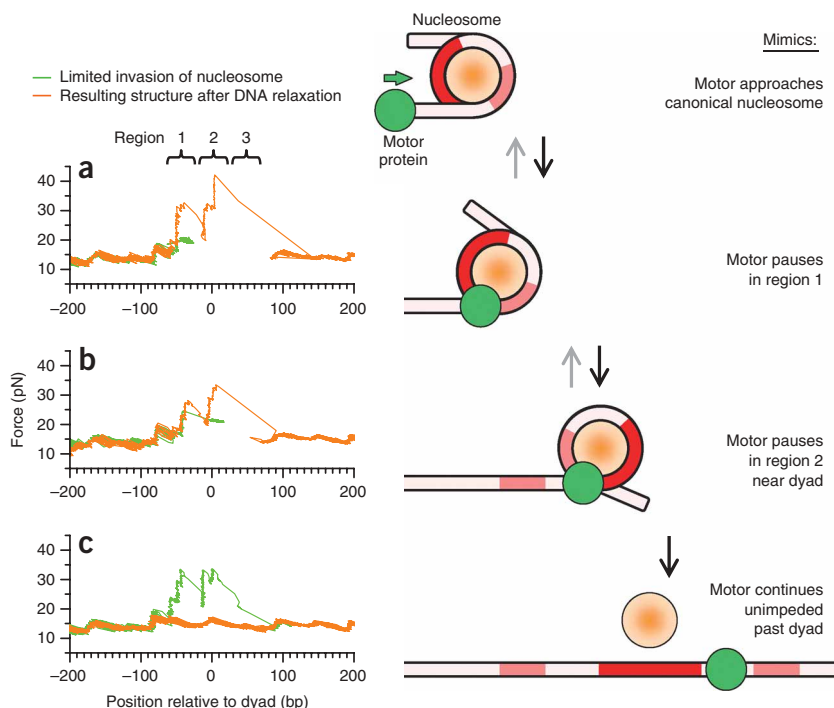 Nucleosome
Mimics:
Limited invasion of nucleosome
Resulting structure after DNA relaxation
Motor approaches
canonical nucleosome
Region 1 2 3
Motor
protein
a
40
30
20
10
−200 −100 0 100 200
Motor pauses
in region 1
b
Force (pN)
40
30
20
10
−200 −100 0 100 200
Motor pauses
in region 2
near dyad
c
40
30
20
10
−200 −100 0 100 200
Position relative to dyad (bp)
Motor continues
unimpeded
past dyad